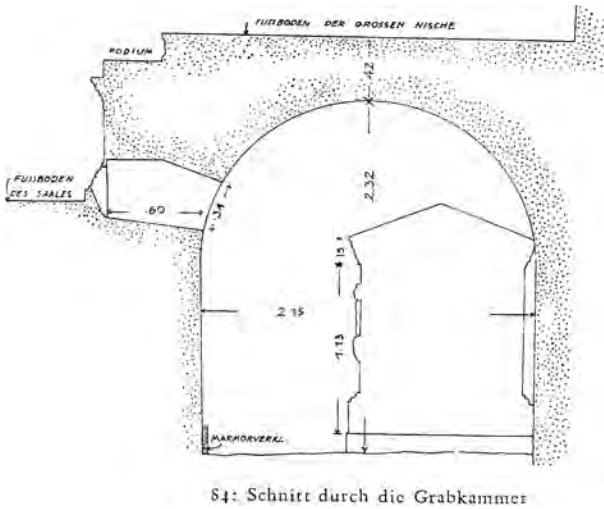 FUSSBODEN DER GROSSEN NISCHE
PODIUM
.42
FUSSBODEN
DES SAALES
.60
.31
2.32
.15
2.15
1.13
MARMORVERKL.
84: Schnitt durch die Grabkammer